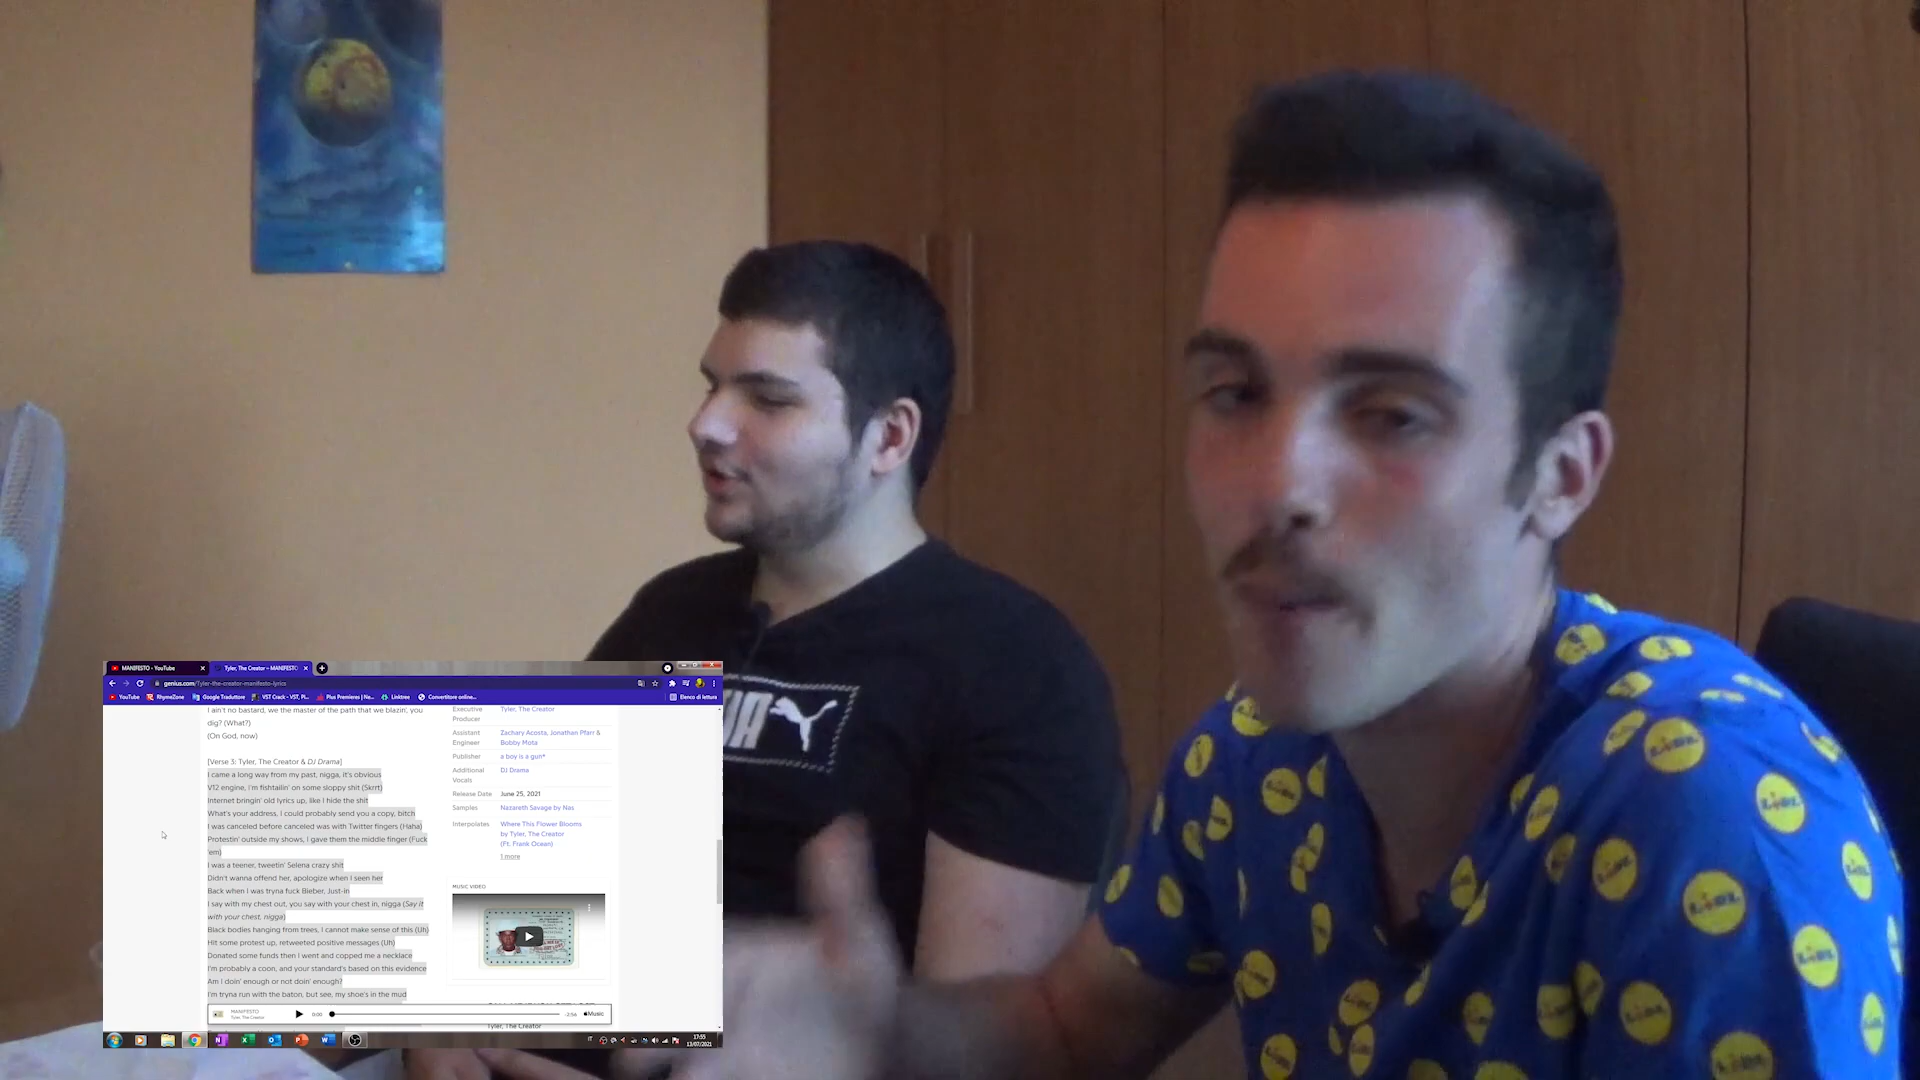 MANIFESTO - YouTube
Tyler, The Creator – MANIFESTO
genius.com/Tyler-the-creator-manifesto-lyrics
YouTube
RhymeZone
Google Traduttore
VST Crack - VST, Pl...
Plus Premieres | Ne...
Linktree
Convertitore online...
Elenco di lettura
I ain't no bastard, we the master of the path that we blazin', you
dig? (What?)
(On God, now)
[Verse 3: Tyler, The Creator & DJ Drama]
I came a long way from my past, nigga, it's obvious
V12 engine, I'm fishtailin' on some sloppy shit (Skrrt)
Internet bringin' old lyrics up, like I hide the shit
What's your address, I could probably send you a copy, bitch
I was canceled before canceled was with Twitter fingers (Haha)
Protestin' outside my shows, I gave them the middle finger (Fuck
'em)
I was a teener, tweetin' Selena crazy shit
Didn't wanna offend her, apologize when I seen her
Back when I was tryna fuck Bieber, Just-in
I say with my chest out, you say with your chest in, nigga (Say it
with your chest, nigga)
Black bodies hanging from trees, I cannot make sense of this (Uh)
Hit some protest up, retweeted positive messages (Uh)
Donated some funds then I went and copped me a necklace
I'm probably a coon, and your standard's based on this evidence
Am I doin' enough or not doin' enough?
I'm tryna run with the baton, but see, my shoe's in the mud
Executive
Producer
Tyler, The Creator
Assistant
Engineer
Zachary Acosta, Jonathan Pfarr &
Bobby Mota
Publisher
a boy is a gun*
Additional
Vocals
DJ Drama
Release Date
June 25, 2021
Samples
Nazareth Savage by Nas
Interpolates
Where This Flower Blooms
by Tyler, The Creator
(Ft. Frank Ocean)
1 more
MUSIC VIDEO
MANIFESTO
Tyler, The Creator
0:00
-2:56
Music
Tyler, The Creator
IT
17:55
13/07/2021
LIDL